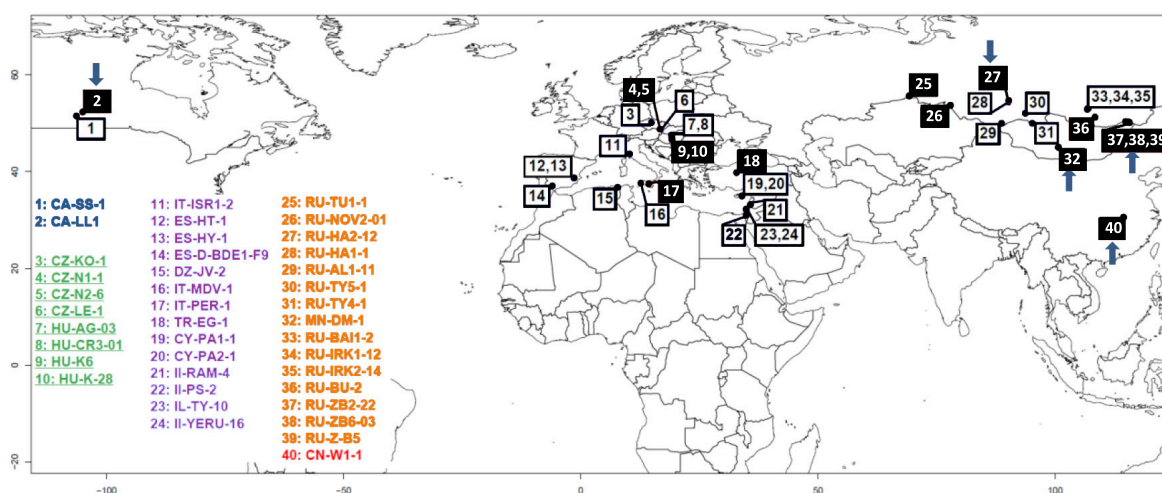 60
40
20
0
-20
-100
-50
0
50
100
2
1
4,5
6
3
7,8
9,10
11
12,13
14
15
16
17
18
19,20
21
22
23,24
25
26
27
28
29
30
31
32
33,34,35
36
37,38,39
40
1: CA-SS-1
2: CA-LL1
3: CZ-KO-1
4: CZ-N1-1
5: CZ-N2-6
6: CZ-LE-1
7: HU-AG-03
8: HU-CR3-01
9: HU-K6
10: HU-K-28
11: IT-ISR1-2
12: ES-HT-1
13: ES-HY-1
14: ES-D-BDE1-F9
15: DZ-JV-2
16: IT-MDV-1
17: IT-PER-1
18: TR-EG-1
19: CY-PA1-1
20: CY-PA2-1
21: II-RAM-4
22: II-PS-2
23: IL-TY-10
24: II-YERU-16
25: RU-TU1-1
26: RU-NOV2-01
27: RU-HA2-12
28: RU-HA1-1
29: RU-AL1-11
30: RU-TY5-1
31: RU-TY4-1
32: MN-DM-1
33: RU-BAI1-2
34: RU-IRK1-12
35: RU-IRK2-14
36: RU-BU-2
37: RU-ZB2-22
38: RU-ZB6-03
39: RU-Z-B5
40: CN-W1-1